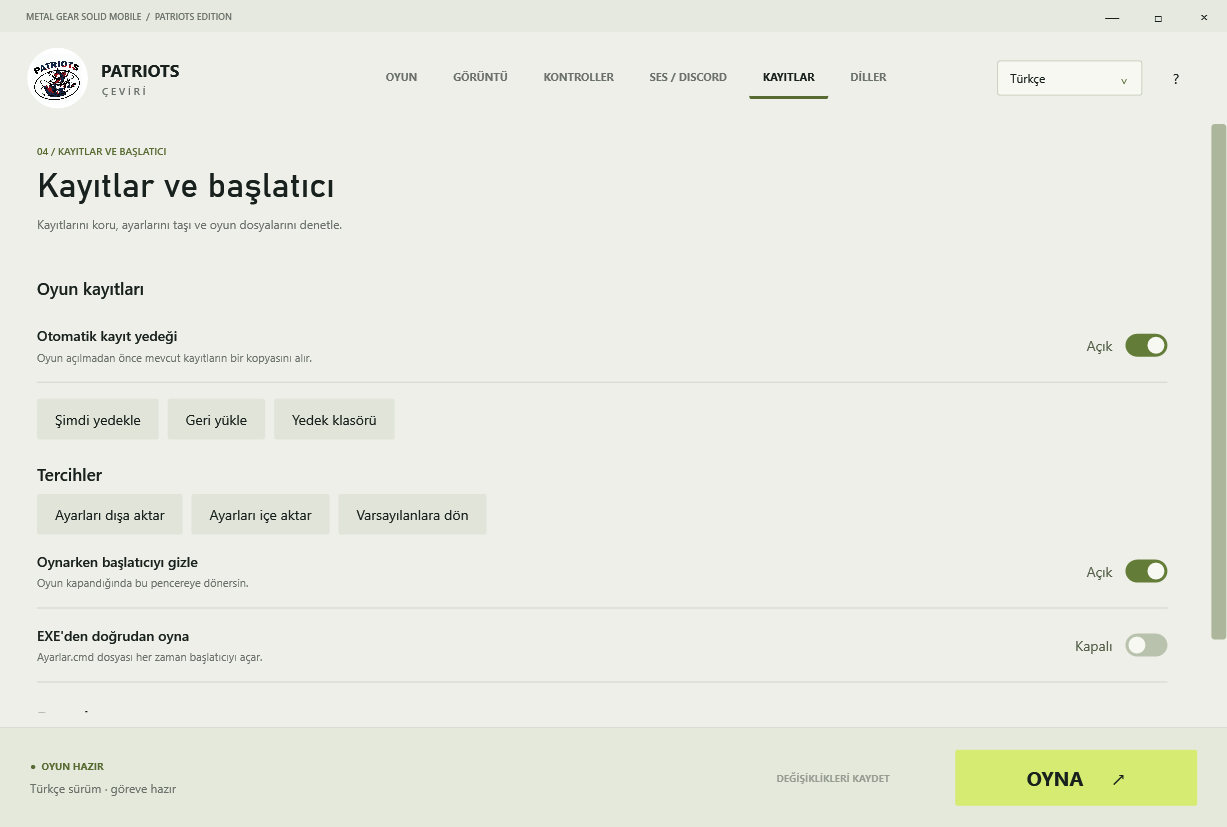 METAL GEAR SOLID MOBILE / PATRIOTS EDITION
PATRIOTS
PATRIOTS
ÇEVİRİ
OYUN
GÖRÜNTÜ
KONTROLLER
SES / DISCORD
KAYITLAR
DİLLER
Türkçe
?
04 / KAYITLAR VE BAŞLATICI
Kayıtlar ve başlatıcı
Kayıtlarını koru, ayarlarını taşı ve oyun dosyalarını denetle.
Oyun kayıtları
Otomatik kayıt yedeği
Oyun açılmadan önce mevcut kayıtların bir kopyasını alır.
Açık
Şimdi yedekle
Geri yükle
Yedek klasörü
Tercihler
Ayarları dışa aktar
Ayarları içe aktar
Varsayılanlara dön
Oynarken başlatıcıyı gizle
Oyun kapandığında bu pencereye dönersin.
Açık
EXE'den doğrudan oyna
Ayarlar.cmd dosyası her zaman başlatıcıyı açar.
Kapalı
• OYUN HAZIR
Türkçe sürüm · göreve hazır
DEĞİŞİKLİKLERİ KAYDET
OYNA ↗